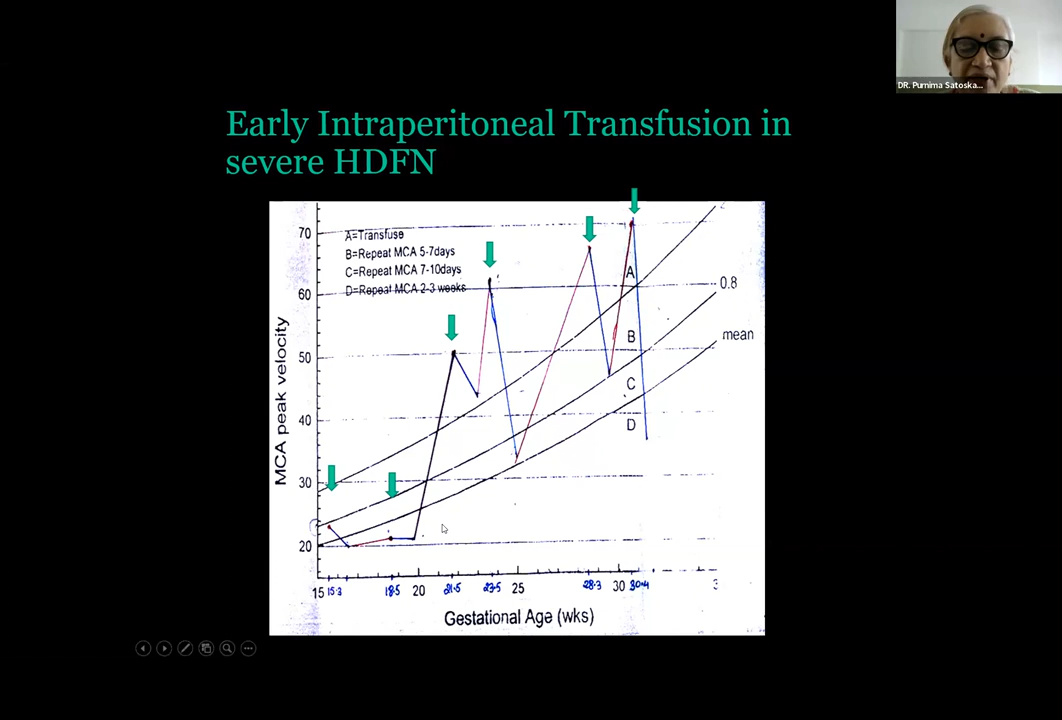 DR. Purnima Satoska...
Early Intraperitoneal Transfusion in
severe HDFN
A=Transfuse
B=Repeat MCA 5-7days
C=Repeat MCA 7-10days
D=Repeat MCA 2-3 weeks
MCA peak velocity
70
60
50
40
30
20
A
B
C
D
0.8
mean
15 15.3 18.5 20 21.5 23.5 25 28.3 30 30.4 3
Gestational Age (wks)